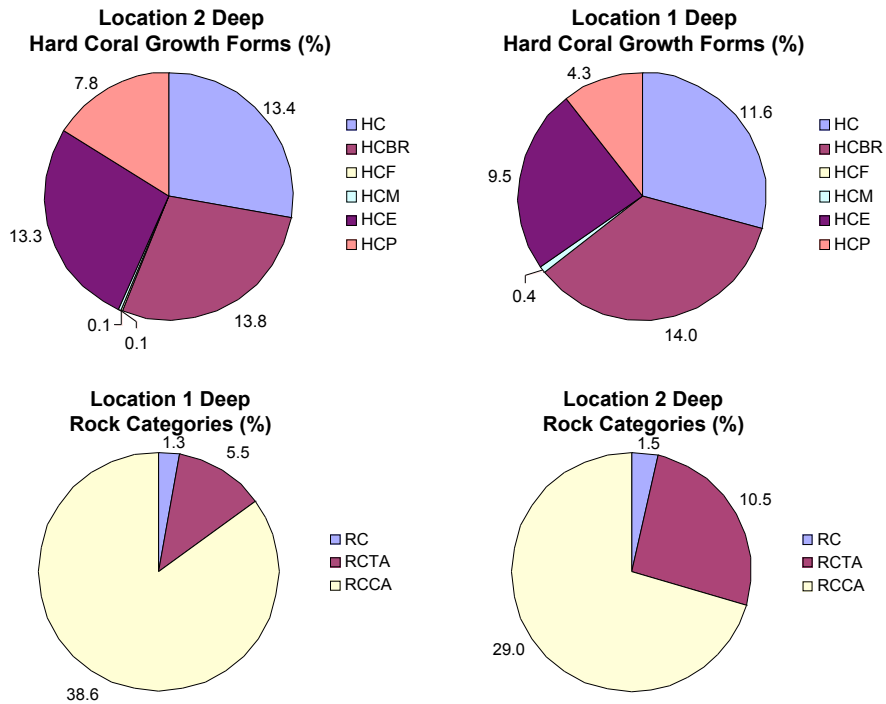 Location 2 Deep
Hard Coral Growth Forms (%)
7.8
13.4
13.3
0.1
0.1
13.8
HC
HCBR
HCF
HCM
HCE
HCP
Location 1 Deep
Hard Coral Growth Forms (%)
4.3
11.6
9.5
0.4
14.0
HC
HCBR
HCF
HCM
HCE
HCP
Location 1 Deep
Rock Categories (%)
1.3
5.5
38.6
RC
RCTA
RCCA
Location 2 Deep
Rock Categories (%)
1.5
10.5
29.0
RC
RCTA
RCCA